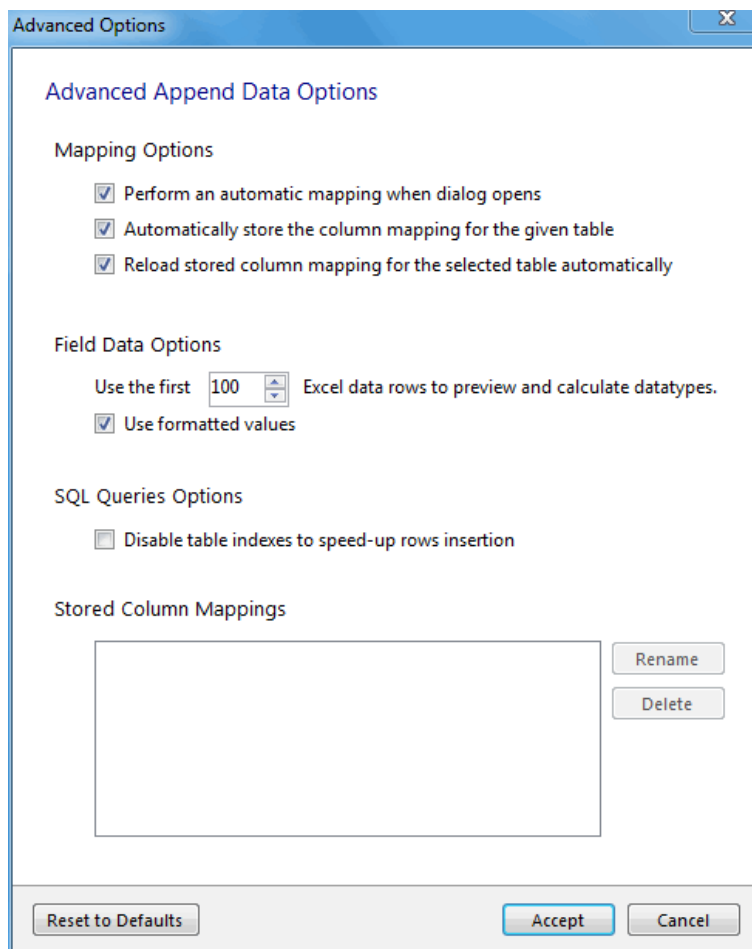 Advanced Options
Advanced Append Data Options
Mapping Options
Perform an automatic mapping when dialog opens
Automatically store the column mapping for the given table
Reload stored column mapping for the selected table automatically
Field Data Options
Use the first 100 Excel data rows to preview and calculate datatypes.
Use formatted values
SQL Queries Options
Disable table indexes to speed-up rows insertion
Stored Column Mappings
Rename
Delete
Reset to Defaults Accept Cancel